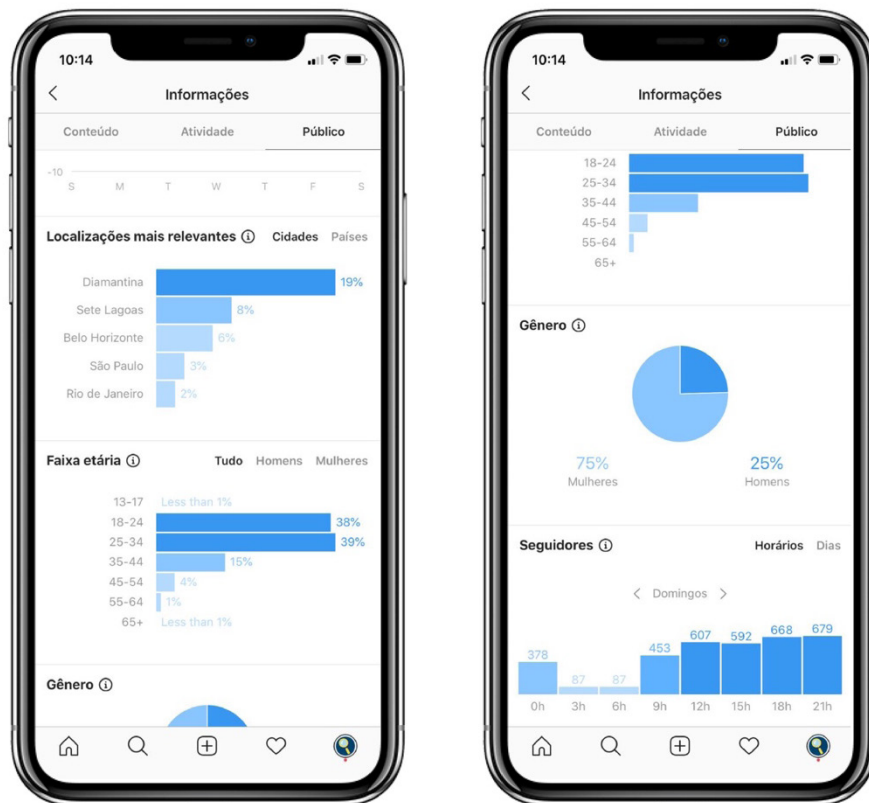 10:14
Informações
Conteúdo Atividade Público
-10
S M T W T F S
Localizações mais relevantes Cidades Países
Diamantina 19%
Sete Lagoas 8%
Belo Horizonte 6%
São Paulo 3%
Rio de Janeiro 2%
Faixa etária Tudo Homens Mulheres
13-17 Less than 1%
18-24 38%
25-34 39%
35-44 15%
45-54 4%
55-64 1%
65+ Less than 1%
Gênero
10:14
Informações
Conteúdo Atividade Público
18-24
25-34
35-44
45-54
55-64
65+
Gênero
75% 25%
Mulheres Homens
Seguidores Horários Dias
< Domingos >
378 87 87 453 607 592 668 679
0h 3h 6h 9h 12h 15h 18h 21h